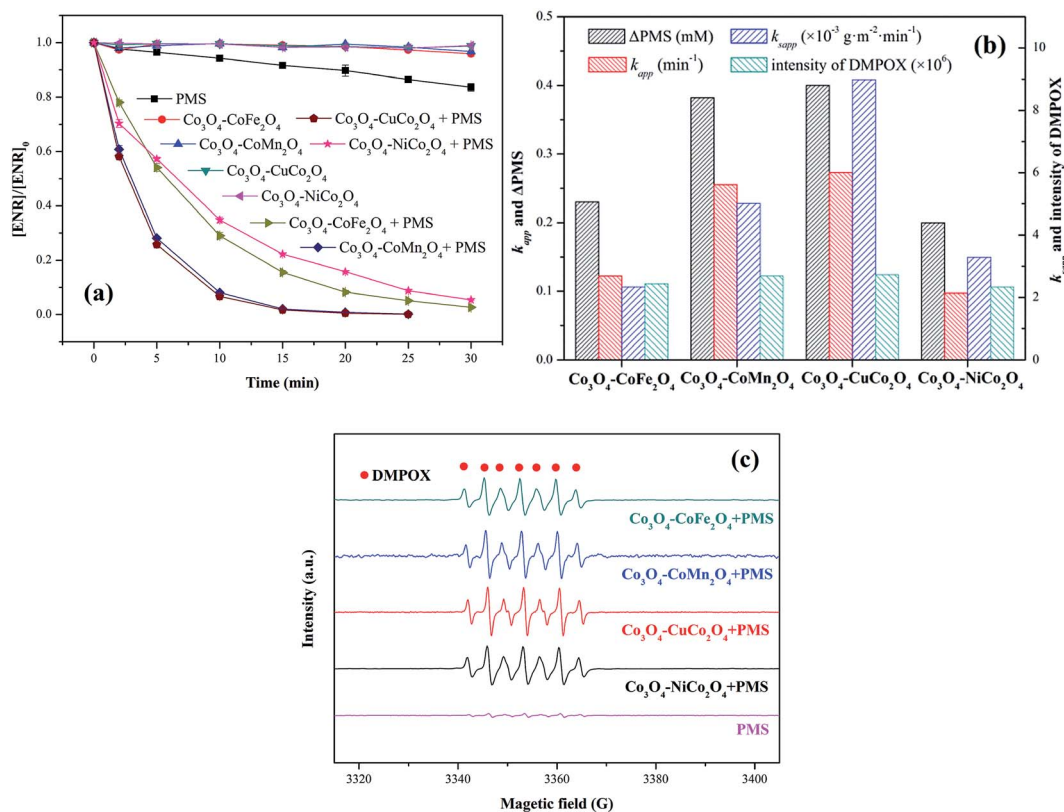 1.0
0.8
0.6
0.4
0.2
0.0
[ENR]/[ENR]₀
PMS
Co₃O₄-CoFe₂O₄
Co₃O₄-CoMn₂O₄
Co₃O₄-CuCo₂O₄
Co₃O₄-NiCo₂O₄
Co₃O₄-CoFe₂O₄ + PMS
Co₃O₄-CoMn₂O₄ + PMS
Co₃O₄-CuCo₂O₄ + PMS
Co₃O₄-NiCo₂O₄ + PMS
(a)
0 5 10 15 20 25 30
Time (min)
0.5
0.4
0.3
0.2
0.1
0.0
k_app and ΔPMS
ΔPMS (mM)
k_app (min⁻¹)
k_sapp (×10⁻³ g·m⁻²·min⁻¹)
intensity of DMPOX (×10⁶)
(b)
10
8
6
4
2
0
and intensity of DMPOX
Co₃O₄-CoFe₂O₄ Co₃O₄-CoMn₂O₄ Co₃O₄-CuCo₂O₄ Co₃O₄-NiCo₂O₄
(c)
DMPOX
Co₃O₄-CoFe₂O₄+PMS
Co₃O₄-CoMn₂O₄+PMS
Co₃O₄-CuCo₂O₄+PMS
Co₃O₄-NiCo₂O₄+PMS
PMS
Intensity (a.u.)
3320 3340 3360 3380 3400
Magetic field (G)